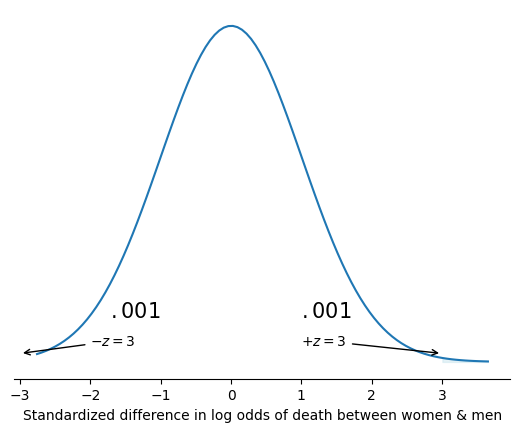 .001 .001
−z = 3 +z = 3
−3 −2 −1 0 1 2 3
Standardized difference in log odds of death between women & men